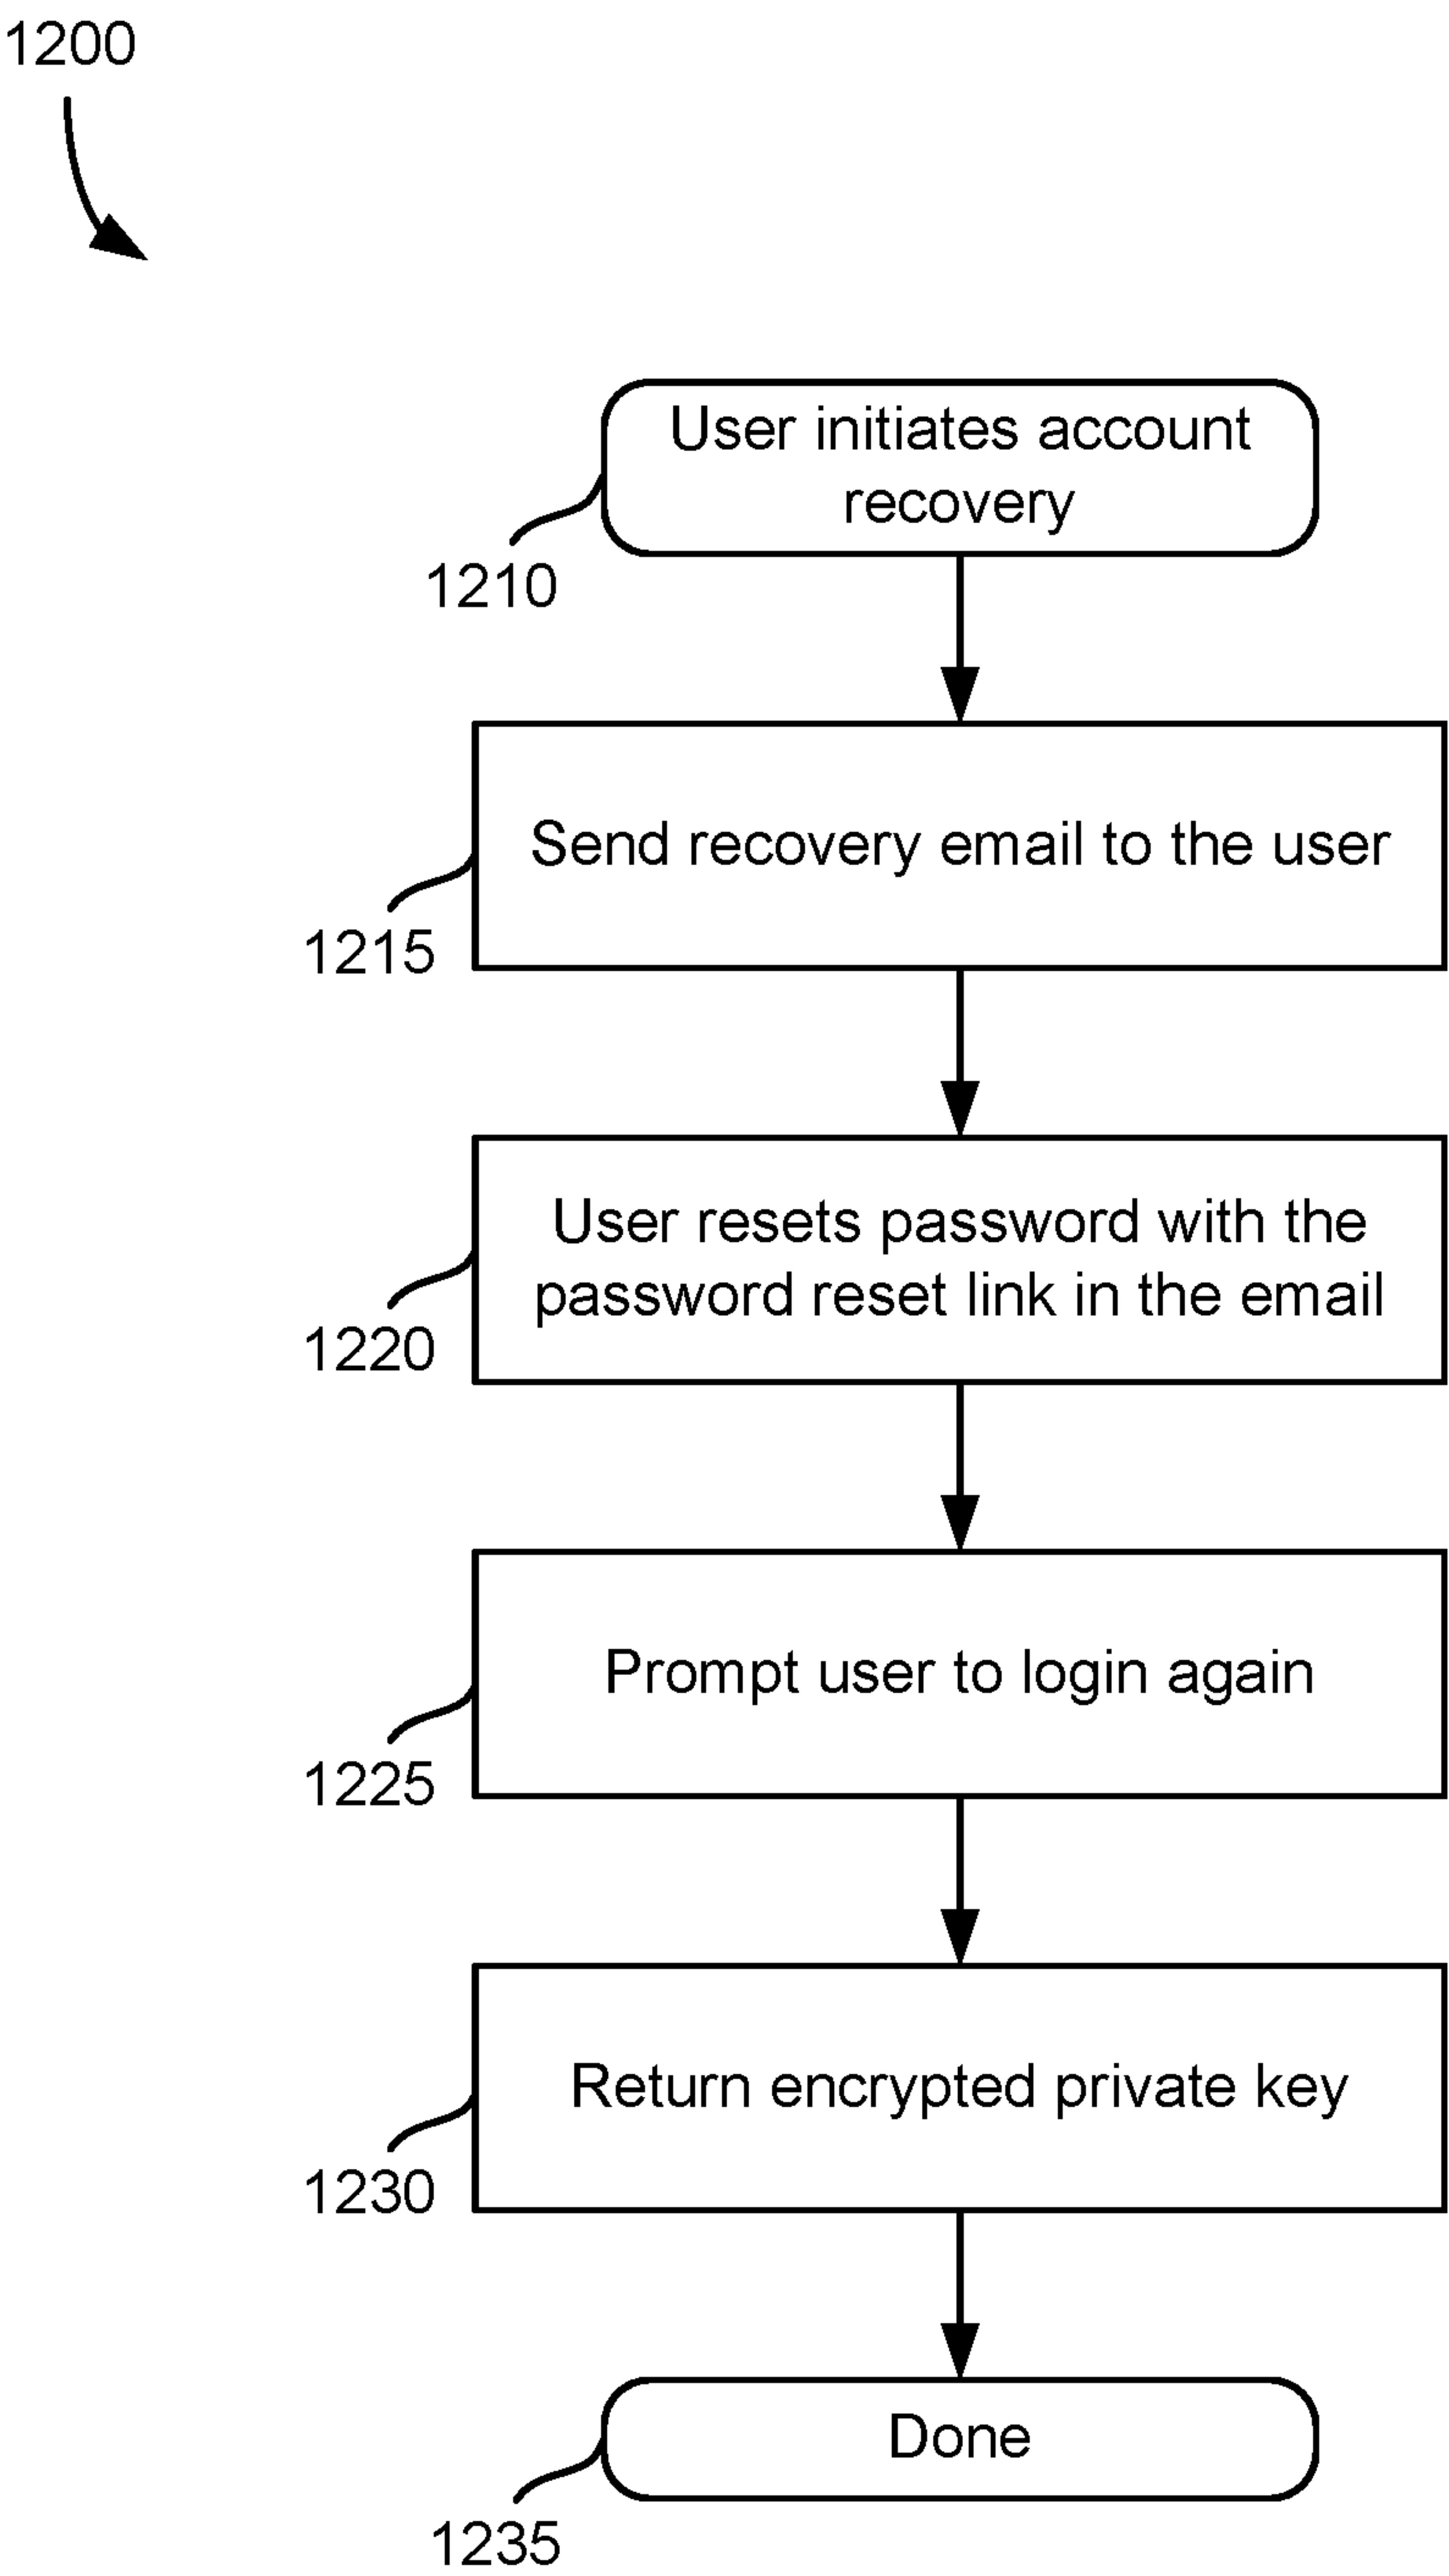 1200
User initiates account
recovery
1210
Send recovery email to the user
1215
User resets password with the
password reset link in the email
1220
Prompt user to login again
1225
Return encrypted private key
1230
Done
1235